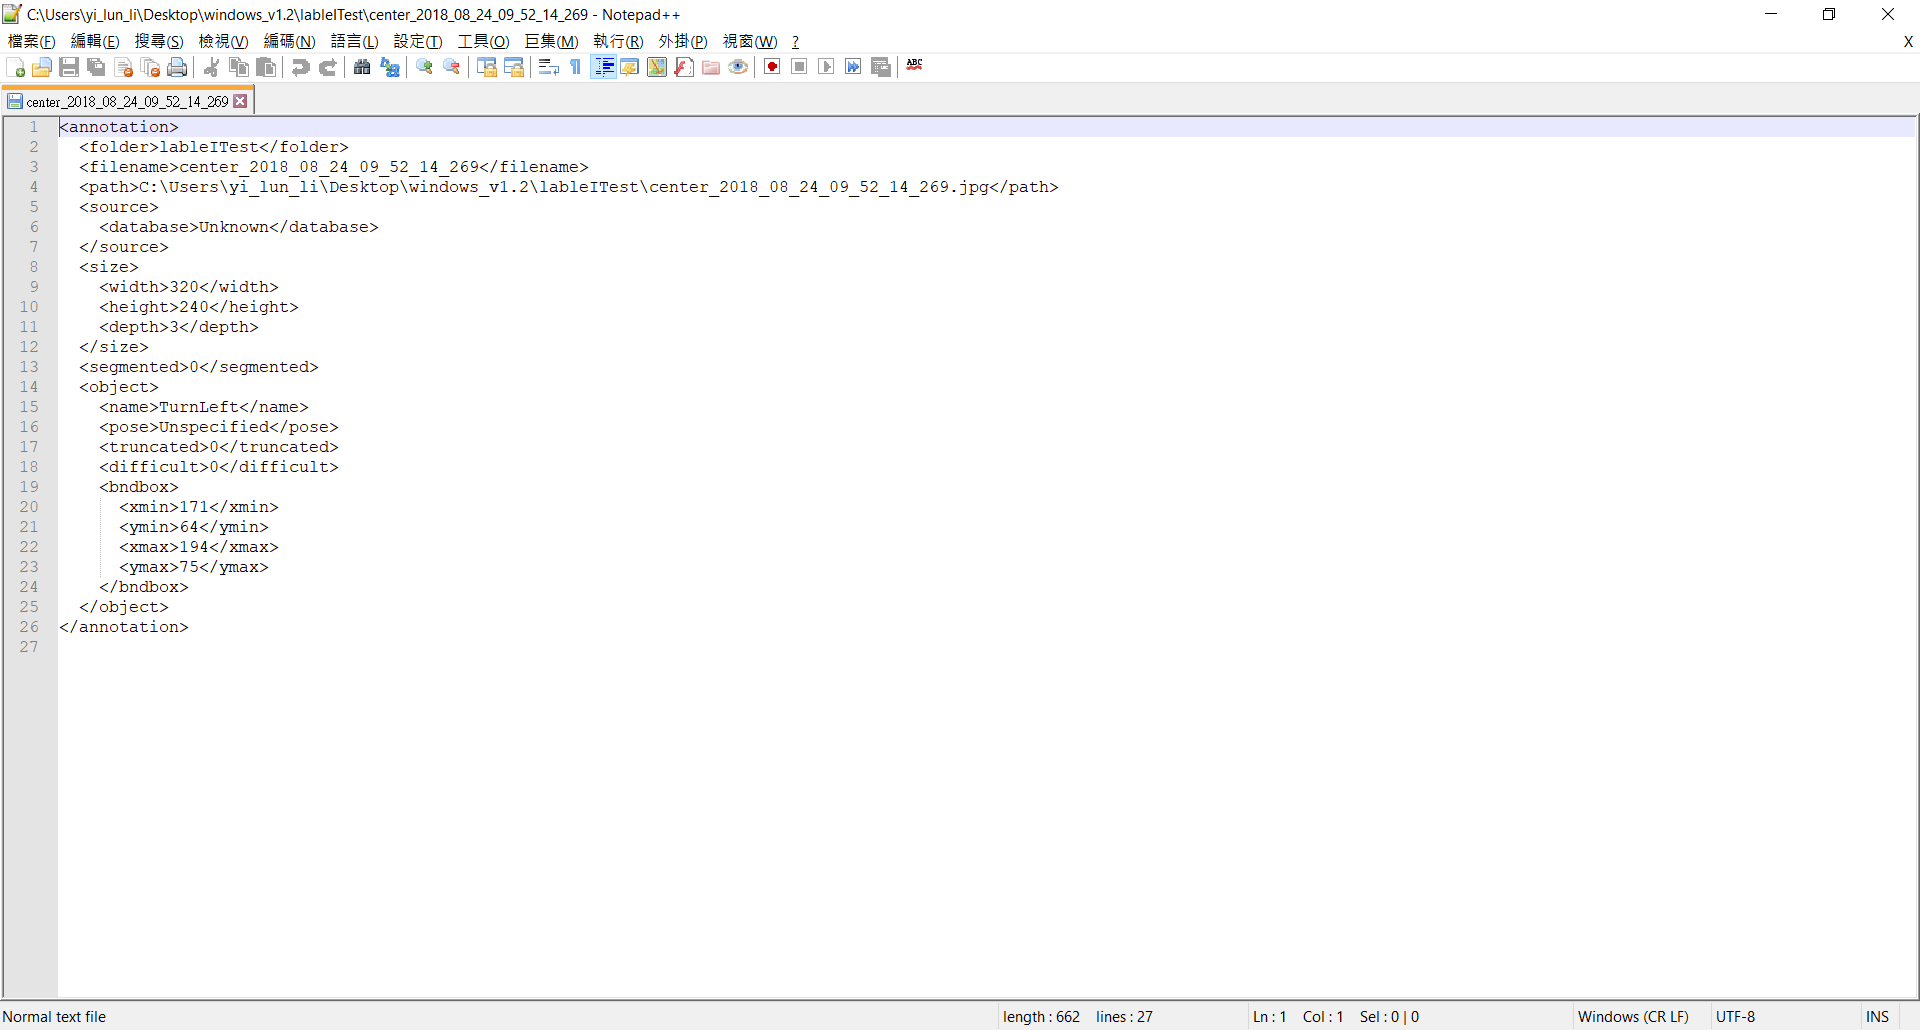 C:\Users\yi_lun_li\Desktop\windows_v1.2\lableITest\center_2018_08_24_09_52_14_269 - Notepad++
檔案(F) 編輯(E) 搜尋(S) 檢視(V) 編碼(N) 語言(L) 設定(T) 工具(O) 巨集(M) 執行(R) 外掛(P) 視窗(W) ? X
ABC
center_2018_08_24_09_52_14_269
1 <annotation>
2 <folder>lableITest</folder>
3 <filename>center_2018_08_24_09_52_14_269</filename>
4 <path>C:\Users\yi_lun_li\Desktop\windows_v1.2\lableITest\center_2018_08_24_09_52_14_269.jpg</path>
5 <source>
6 <database>Unknown</database>
7 </source>
8 <size>
9 <width>320</width>
10 <height>240</height>
11 <depth>3</depth>
12 </size>
13 <segmented>0</segmented>
14 <object>
15 <name>TurnLeft</name>
16 <pose>Unspecified</pose>
17 <truncated>0</truncated>
18 <difficult>0</difficult>
19 <bndbox>
20 <xmin>171</xmin>
21 <ymin>64</ymin>
22 <xmax>194</xmax>
23 <ymax>75</ymax>
24 </bndbox>
25 </object>
26 </annotation>
27
Normal text file length : 662 lines : 27 Ln : 1 Col : 1 Sel : 0 | 0 Windows (CR LF) UTF-8 INS